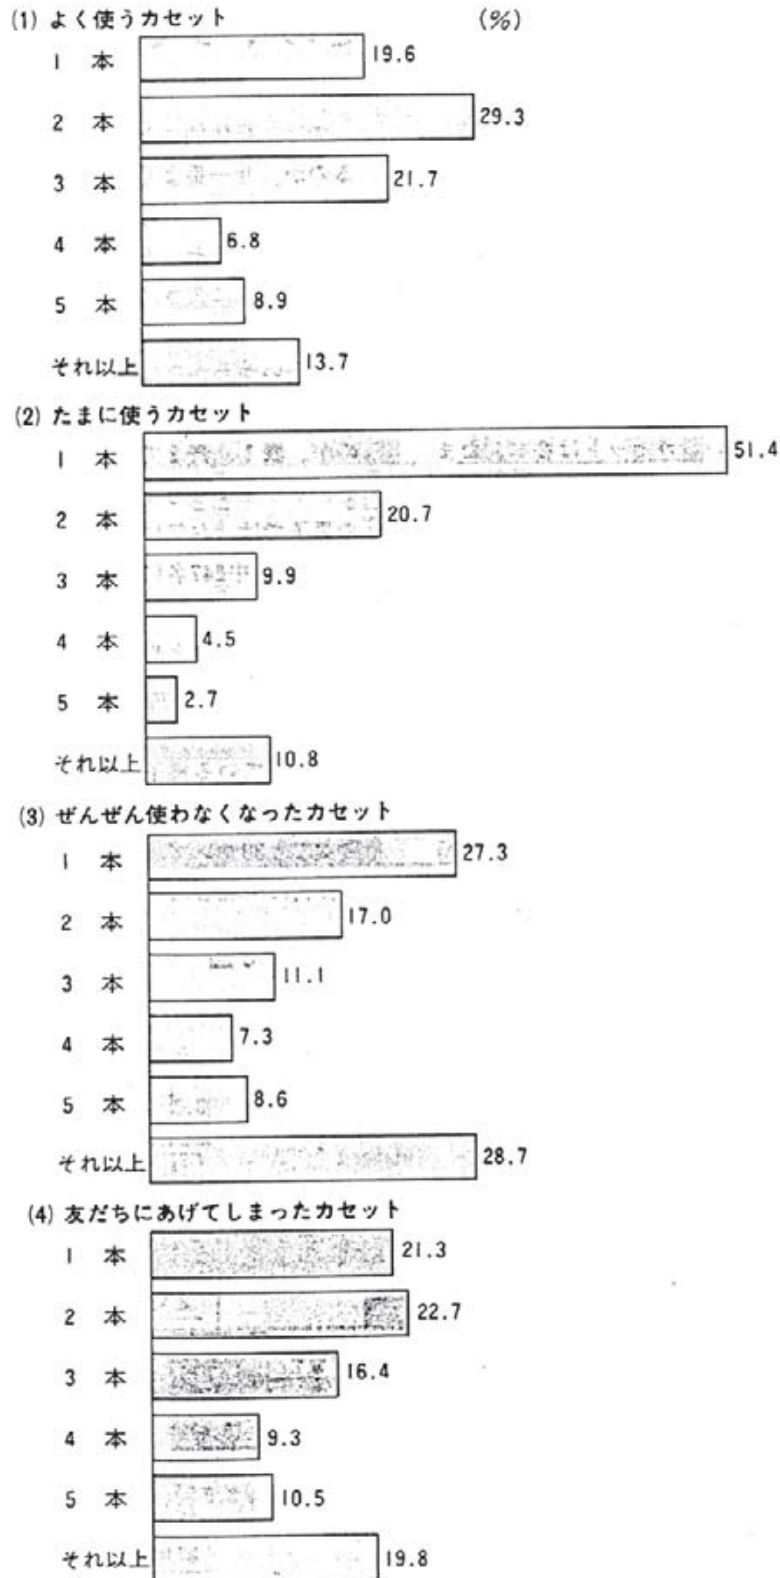 (1) よく使うカセット (%)
1 本 19.6
2 本 29.3
3 本 21.7
4 本 6.8
5 本 8.9
それ以上 13.7
(2) たまに使うカセット
1 本 51.4
2 本 20.7
3 本 9.9
4 本 4.5
5 本 2.7
それ以上 10.8
(3) ぜんぜん使わなくなったカセット
1 本 27.3
2 本 17.0
3 本 11.1
4 本 7.3
5 本 8.6
それ以上 28.7
(4) 友だちにあげてしまったカセット
1 本 21.3
2 本 22.7
3 本 16.4
4 本 9.3
5 本 10.5
それ以上 19.8